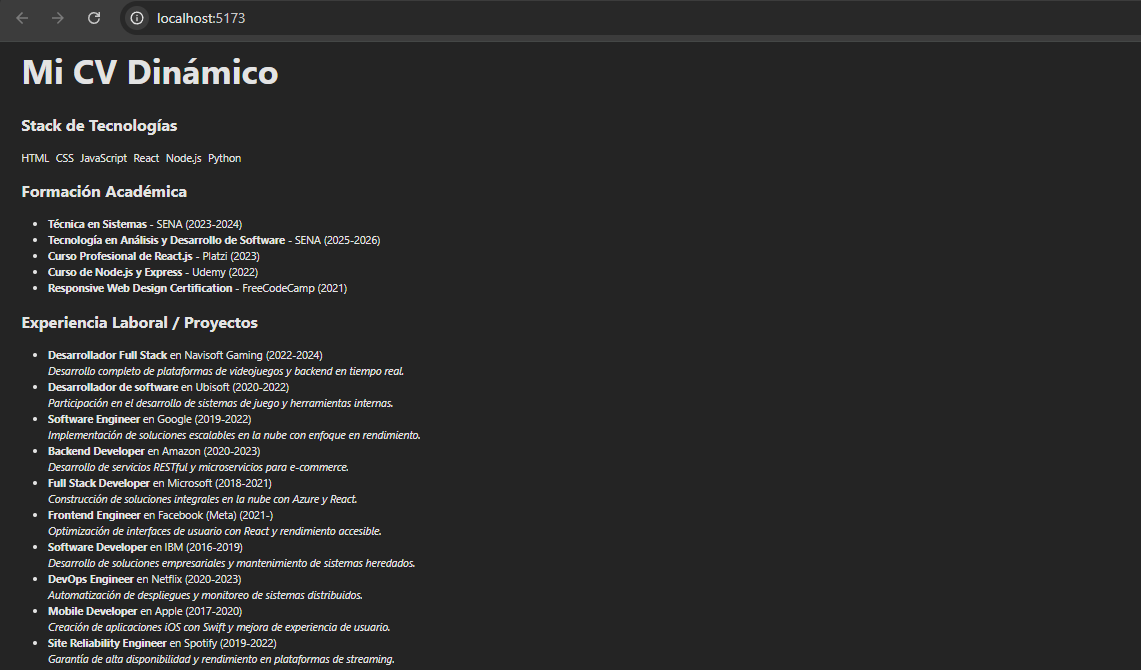 localhost:5173
Mi CV Dinámico
Stack de Tecnologías
HTML CSS JavaScript React Node.js Python
Formación Académica
• Técnica en Sistemas - SENA (2023-2024)
• Tecnología en Análisis y Desarrollo de Software - SENA (2025-2026)
• Curso Profesional de React.js - Platzi (2023)
• Curso de Node.js y Express - Udemy (2022)
• Responsive Web Design Certification - FreeCodeCamp (2021)
Experiencia Laboral / Proyectos
• Desarrollador Full Stack en Navisoft Gaming (2022-2024)
Desarrollo completo de plataformas de videojuegos y backend en tiempo real.
• Desarrollador de software en Ubisoft (2020-2022)
Participación en el desarrollo de sistemas de juego y herramientas internas.
• Software Engineer en Google (2019-2022)
Implementación de soluciones escalables en la nube con enfoque en rendimiento.
• Backend Developer en Amazon (2020-2023)
Desarrollo de servicios RESTful y microservicios para e-commerce.
• Full Stack Developer en Microsoft (2018-2021)
Construcción de soluciones integrales en la nube con Azure y React.
• Frontend Engineer en Facebook (Meta) (2021-)
Optimización de interfaces de usuario con React y rendimiento accesible.
• Software Developer en IBM (2016-2019)
Desarrollo de soluciones empresariales y mantenimiento de sistemas heredados.
• DevOps Engineer en Netflix (2020-2023)
Automatización de despliegues y monitoreo de sistemas distribuidos.
• Mobile Developer en Apple (2017-2020)
Creación de aplicaciones iOS con Swift y mejora de experiencia de usuario.
• Site Reliability Engineer en Spotify (2019-2022)
Garantía de alta disponibilidad y rendimiento en plataformas de streaming.